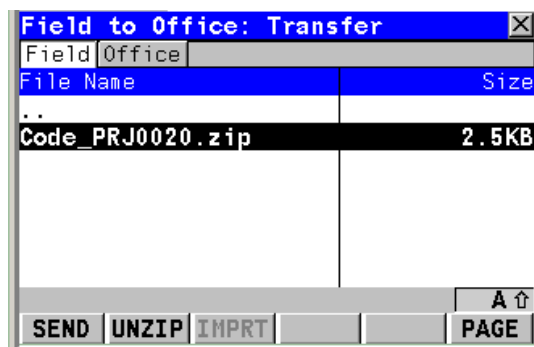 Field to Office: Transfer
Field Office
File Name Size
..
Code_PRJ0020.zip 2.5KB
A ⇧
SEND UNZIP IMPRT PAGE